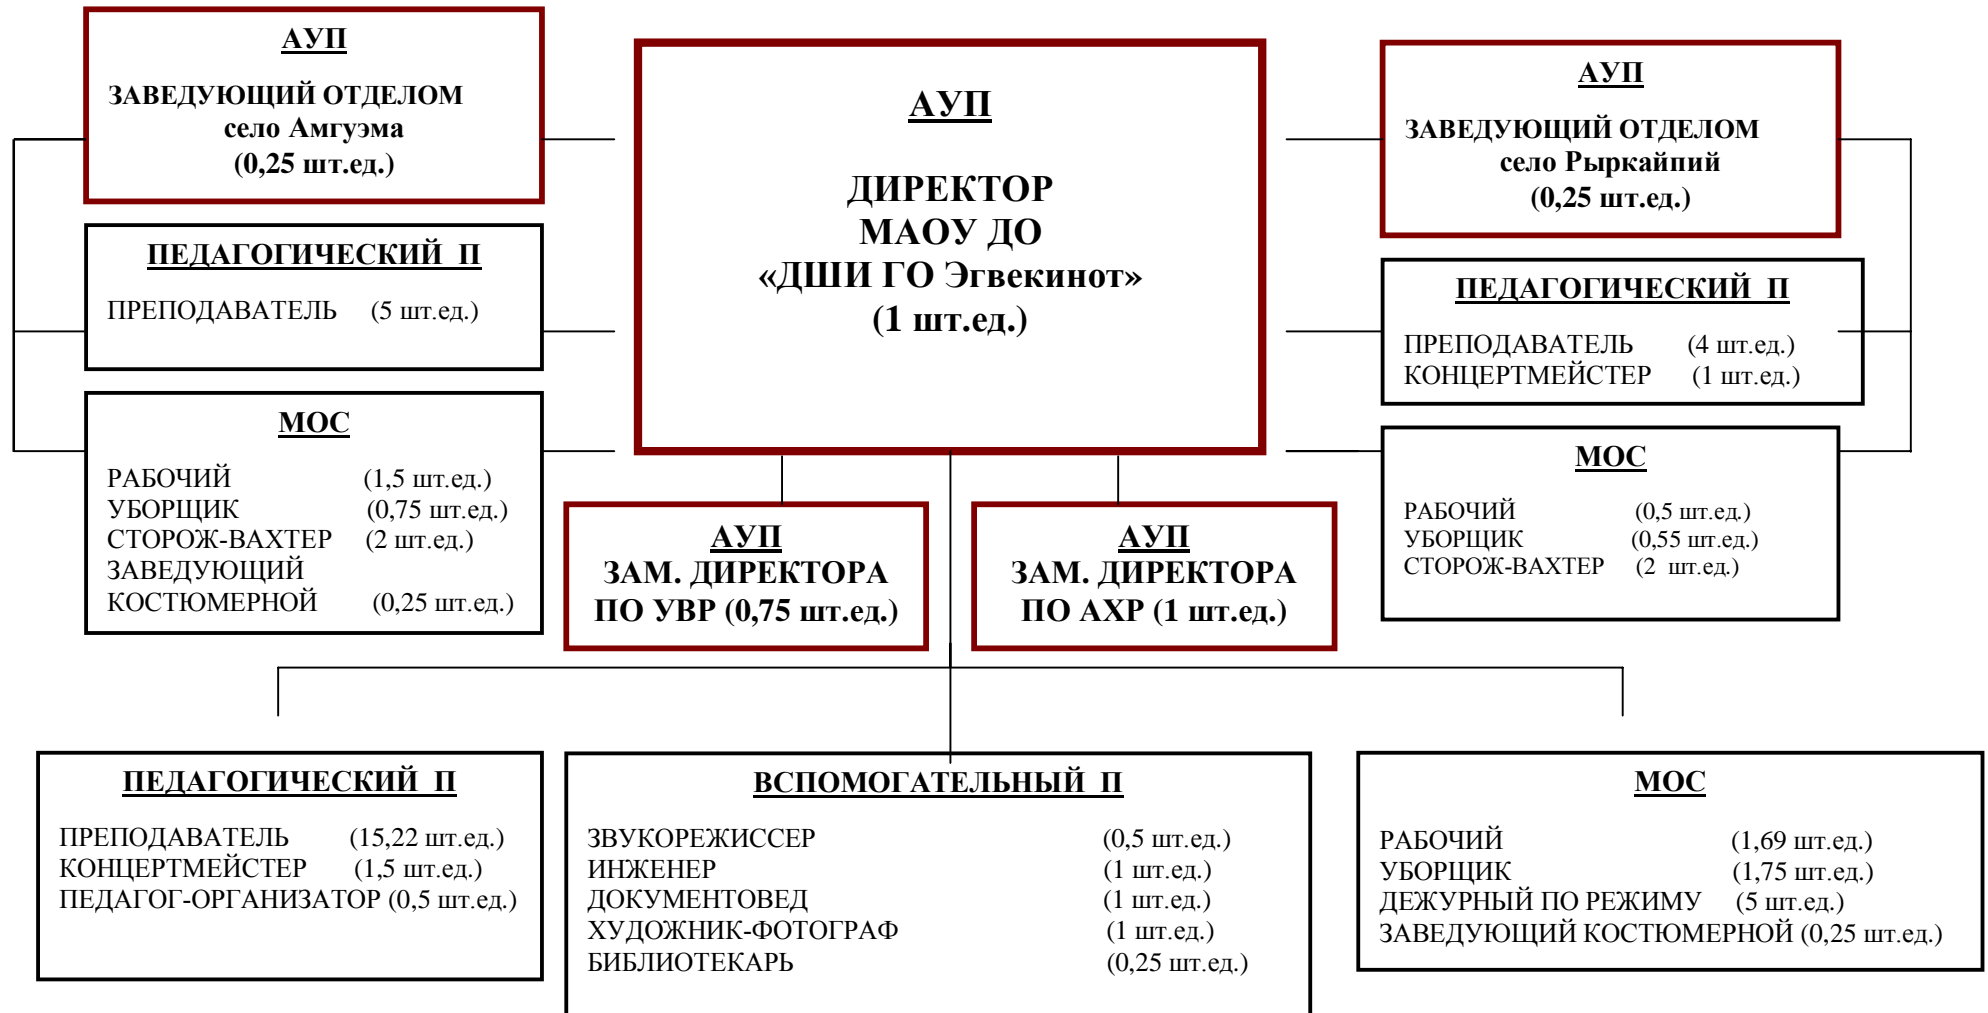 АУП
ЗАВЕДУЮЩИЙ ОТДЕЛОМ
село Амгуэма
(0,25 шт.ед.)
ПЕДАГОГИЧЕСКИЙ П
ПРЕПОДАВАТЕЛЬ (5 шт.ед.)
МОС
РАБОЧИЙ (1,5 шт.ед.)
УБОРЩИК (0,75 шт.ед.)
СТОРОЖ-ВАХТЕР (2 шт.ед.)
ЗАВЕДУЮЩИЙ
КОСТЮМЕРНОЙ (0,25 шт.ед.)
АУП
ДИРЕКТОР
МАОУ ДО
«ДШИ ГО Эгвекинот»
(1 шт.ед.)
АУП
ЗАВЕДУЮЩИЙ ОТДЕЛОМ
село Рыркайпий
(0,25 шт.ед.)
ПЕДАГОГИЧЕСКИЙ П
ПРЕПОДАВАТЕЛЬ (4 шт.ед.)
КОНЦЕРТМЕЙСТЕР (1 шт.ед.)
МОС
РАБОЧИЙ (0,5 шт.ед.)
УБОРЩИК (0,55 шт.ед.)
СТОРОЖ-ВАХТЕР (2 шт.ед.)
АУП
ЗАМ. ДИРЕКТОРА
ПО УВР (0,75 шт.ед.)
АУП
ЗАМ. ДИРЕКТОРА
ПО АХР (1 шт.ед.)
ПЕДАГОГИЧЕСКИЙ П
ПРЕПОДАВАТЕЛЬ (15,22 шт.ед.)
КОНЦЕРТМЕЙСТЕР (1,5 шт.ед.)
ПЕДАГОГ-ОРГАНИЗАТОР (0,5 шт.ед.)
ВСПОМОГАТЕЛЬНЫЙ П
ЗВУКОРЕЖИССЕР (0,5 шт.ед.)
ИНЖЕНЕР (1 шт.ед.)
ДОКУМЕНТОВЕД (1 шт.ед.)
ХУДОЖНИК-ФОТОГРАФ (1 шт.ед.)
БИБЛИОТЕКАРЬ (0,25 шт.ед.)
МОС
РАБОЧИЙ (1,69 шт.ед.)
УБОРЩИК (1,75 шт.ед.)
ДЕЖУРНЫЙ ПО РЕЖИМУ (5 шт.ед.)
ЗАВЕДУЮЩИЙ КОСТЮМЕРНОЙ (0,25 шт.ед.)